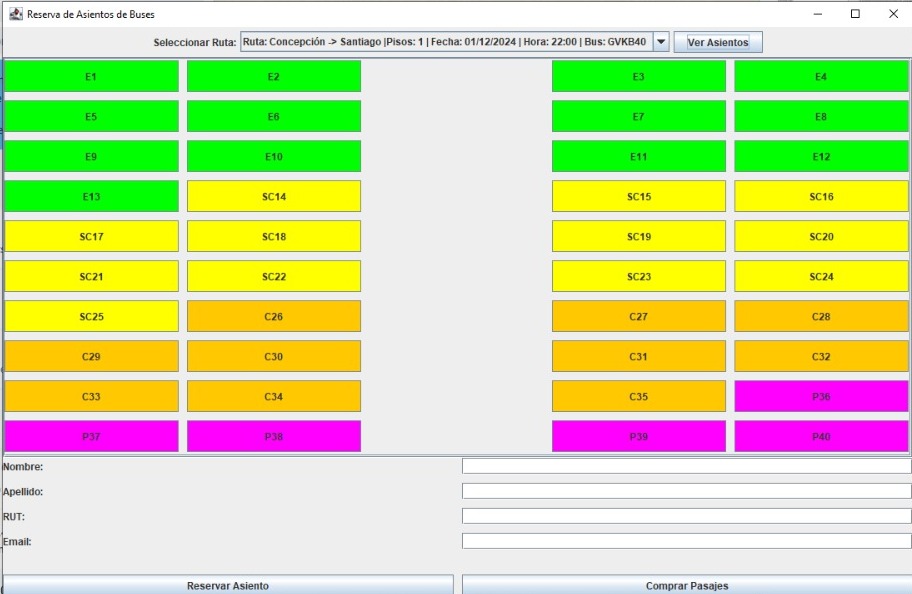 Reserva de Asientos de Buses
Seleccionar Ruta: Ruta: Concepción -> Santiago |Pisos: 1 | Fecha: 01/12/2024 | Hora: 22:00 | Bus: GVKB40 Ver Asientos
E1 E2 E3 E4
E5 E6 E7 E8
E9 E10 E11 E12
E13 SC14 SC15 SC16
SC17 SC18 SC19 SC20
SC21 SC22 SC23 SC24
SC25 C26 C27 C28
C29 C30 C31 C32
C33 C34 C35 P36
P37 P38 P39 P40
Nombre:
Apellido:
RUT:
Email:
Reservar Asiento Comprar Pasajes